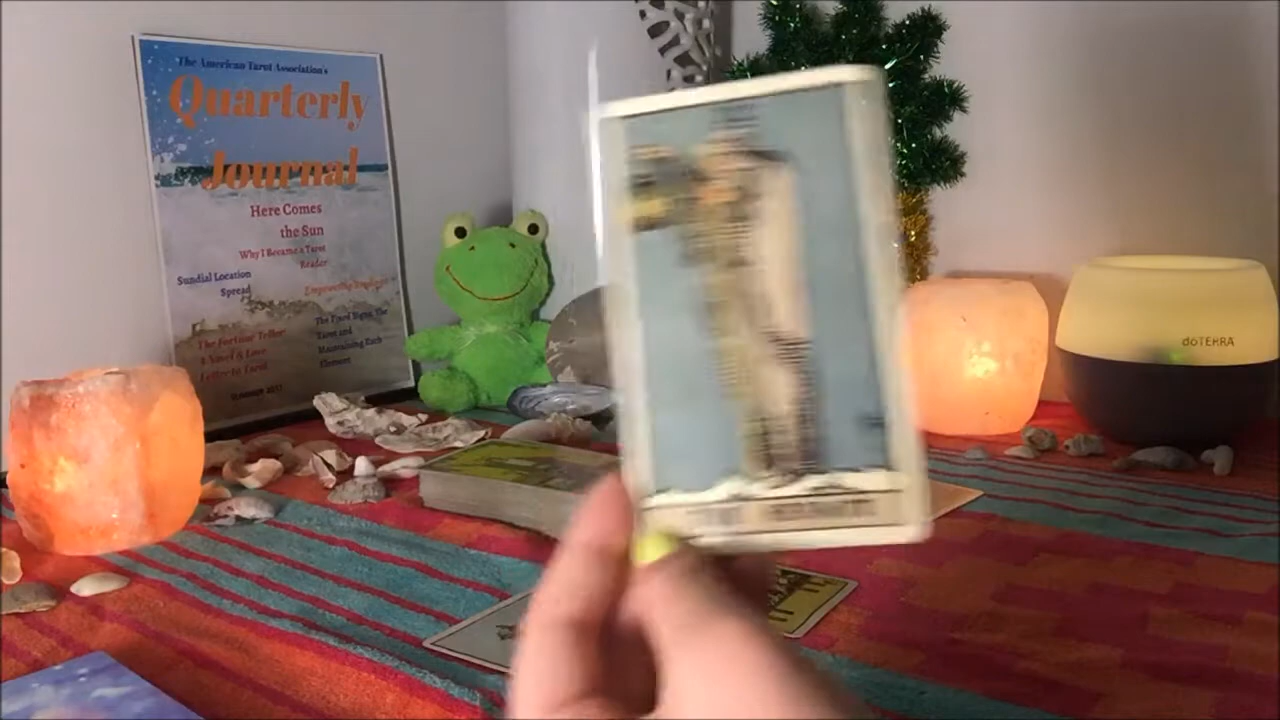 The American Tarot Association's
Quarterly
Journal
Here Comes
the Sun
Why I Became a Tarot
Reader
Sundial Location
Spread
The Fortune Teller:
A Novel & Love
Letter to Tarot
The Fixed Signs: The
Tarot and
Maintaining Each
Element
doTERRA